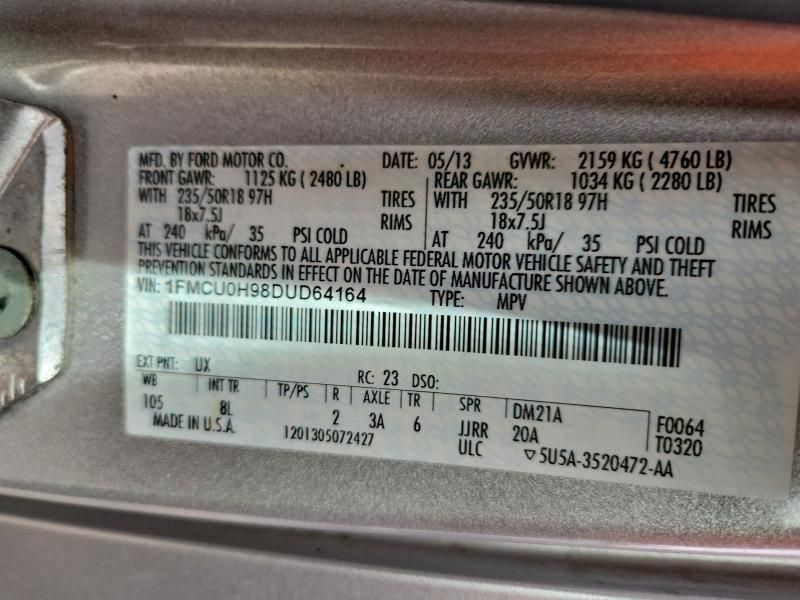 MFD. BY FORD MOTOR CO. DATE: 05/13 GVWR: 2159 KG ( 4760 LB)
FRONT GAWR: 1125 KG ( 2480 LB) REAR GAWR: 1034 KG ( 2280 LB)
WITH 235/50R18 97H TIRES WITH 235/50R18 97H TIRES
18x7.5J RIMS 18x7.5J RIMS
AT 240 kPa/ 35 PSI COLD AT 240 kPa/ 35 PSI COLD
THIS VEHICLE CONFORMS TO ALL APPLICABLE FEDERAL MOTOR VEHICLE SAFETY AND THEFT
PREVENTION STANDARDS IN EFFECT ON THE DATE OF MANUFACTURE SHOWN ABOVE.
VIN: 1FMCU0H98DUD64164 TYPE: MPV
EXT PNT: UX RC: 23 DSO:
WB INT TR TP/PS R AXLE TR SPR DM21A F0064
105 8L 2 3A 6 JJRR 20A T0320
MADE IN U.S.A. 1201305072427 ULC ▽5U5A-3520472-AA